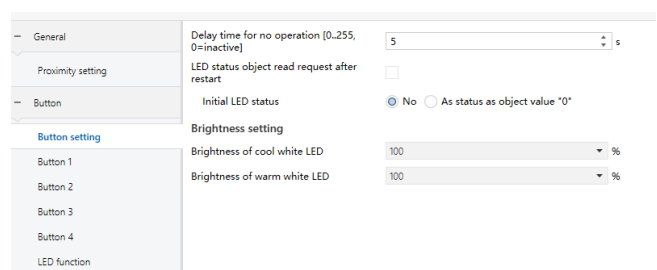 General
Proximity setting
Button
Button setting
Button 1
Button 2
Button 3
Button 4
LED function
Delay time for no operation [0..255,
0=inactive]
5
s
LED status object read request after
restart
Initial LED status
No
As status as object value "0"
Brightness setting
Brightness of cool white LED
100
%
Brightness of warm white LED
100
%